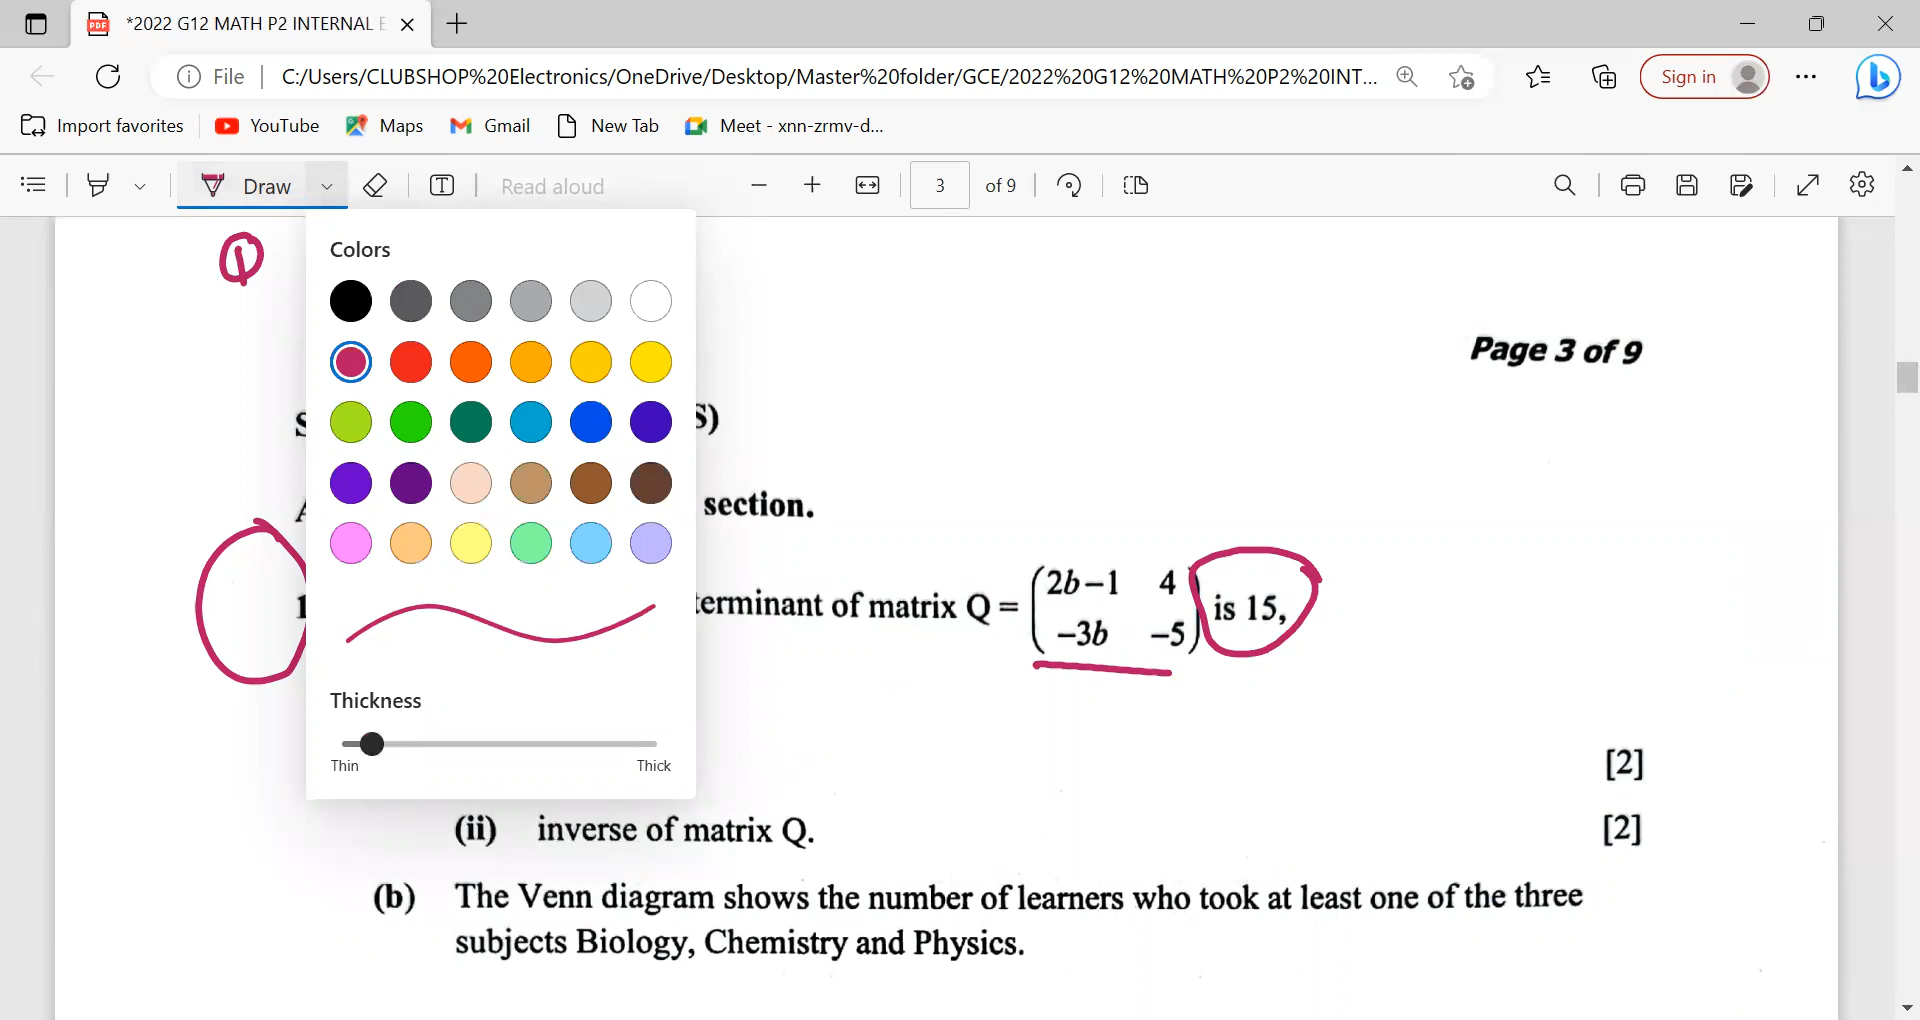 *2022 G12 MATH P2 INTERNAL E
File C:/Users/CLUBSHOP%20Electronics/OneDrive/Desktop/Master%20folder/GCE/2022%20G12%20MATH%20P2%20INT... Sign in
Import favorites YouTube Maps Gmail New Tab Meet - xnn-zrmv-d...
Draw Read aloud 3 of 9
Colors
Page 3 of 9
S)
section.
1
terminant of matrix Q = (2b−1 4
−3b −5) is 15,
Thickness
Thin Thick
[2]
(ii) inverse of matrix Q. [2]
(b) The Venn diagram shows the number of learners who took at least one of the three
subjects Biology, Chemistry and Physics.